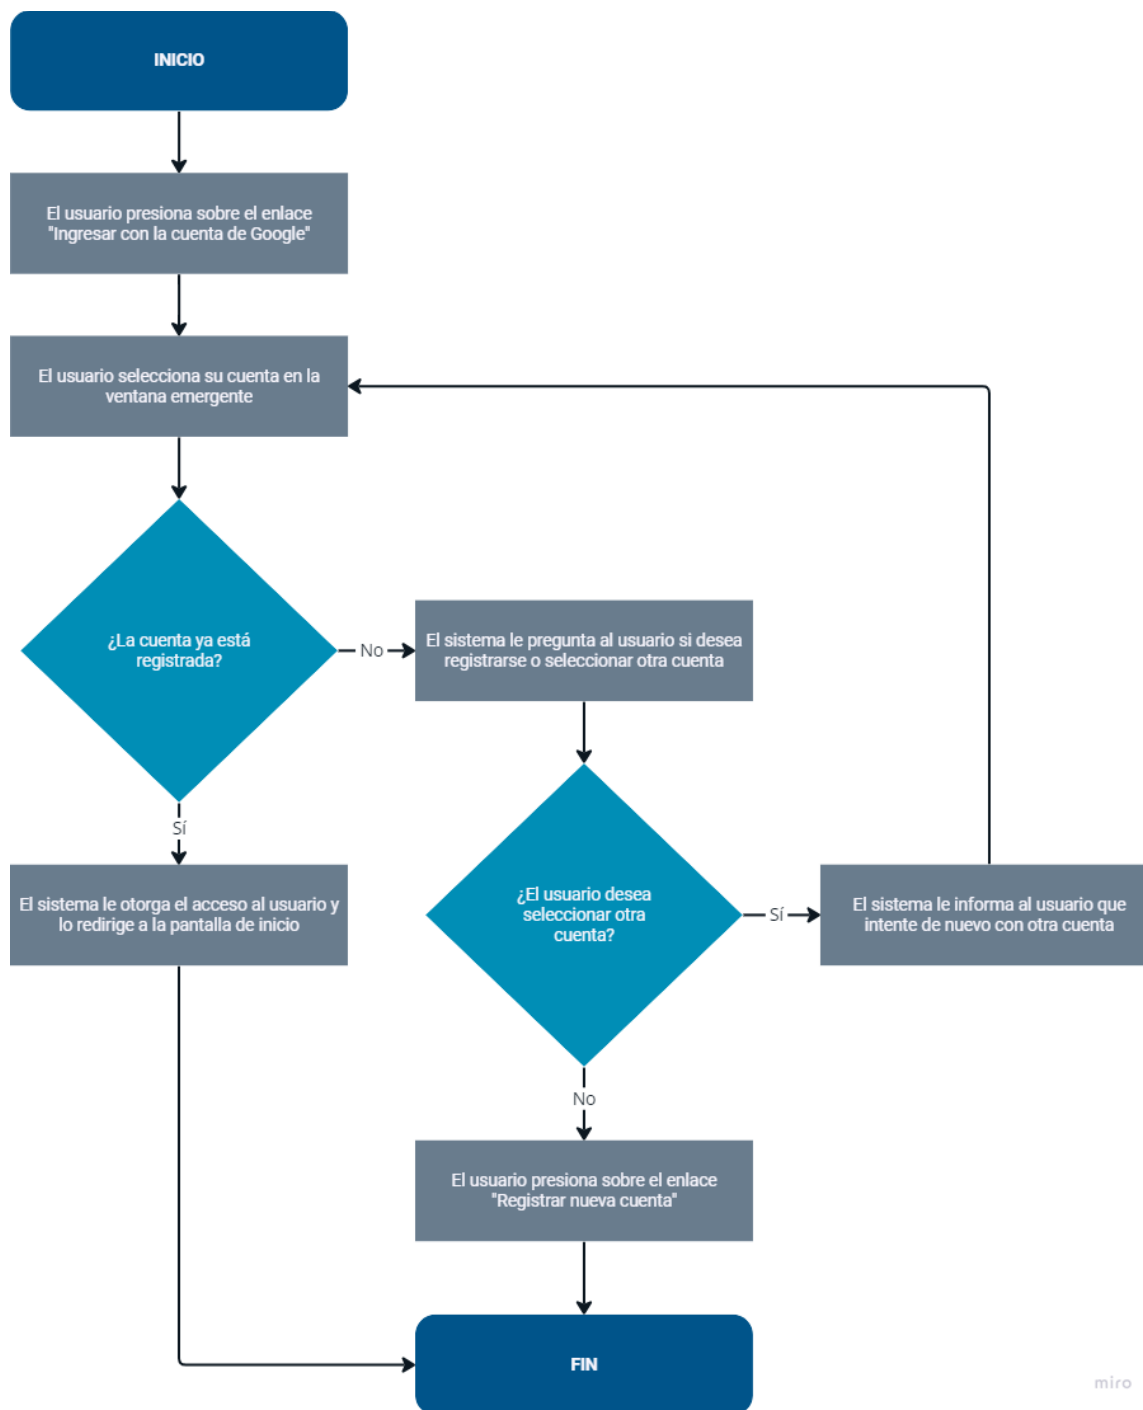 INICIO
El usuario presiona sobre el enlace
"Ingresar con la cuenta de Google"
El usuario selecciona su cuenta en la
ventana emergente
¿La cuenta ya está
registrada?
No
El sistema le pregunta al usuario si desea
registrarse o seleccionar otra cuenta
Sí
El sistema le otorga el acceso al usuario y
lo redirige a la pantalla de inicio
¿El usuario desea
seleccionar otra
cuenta?
Sí
El sistema le informa al usuario que
intente de nuevo con otra cuenta
No
El usuario presiona sobre el enlace
"Registrar nueva cuenta"
FIN
miro